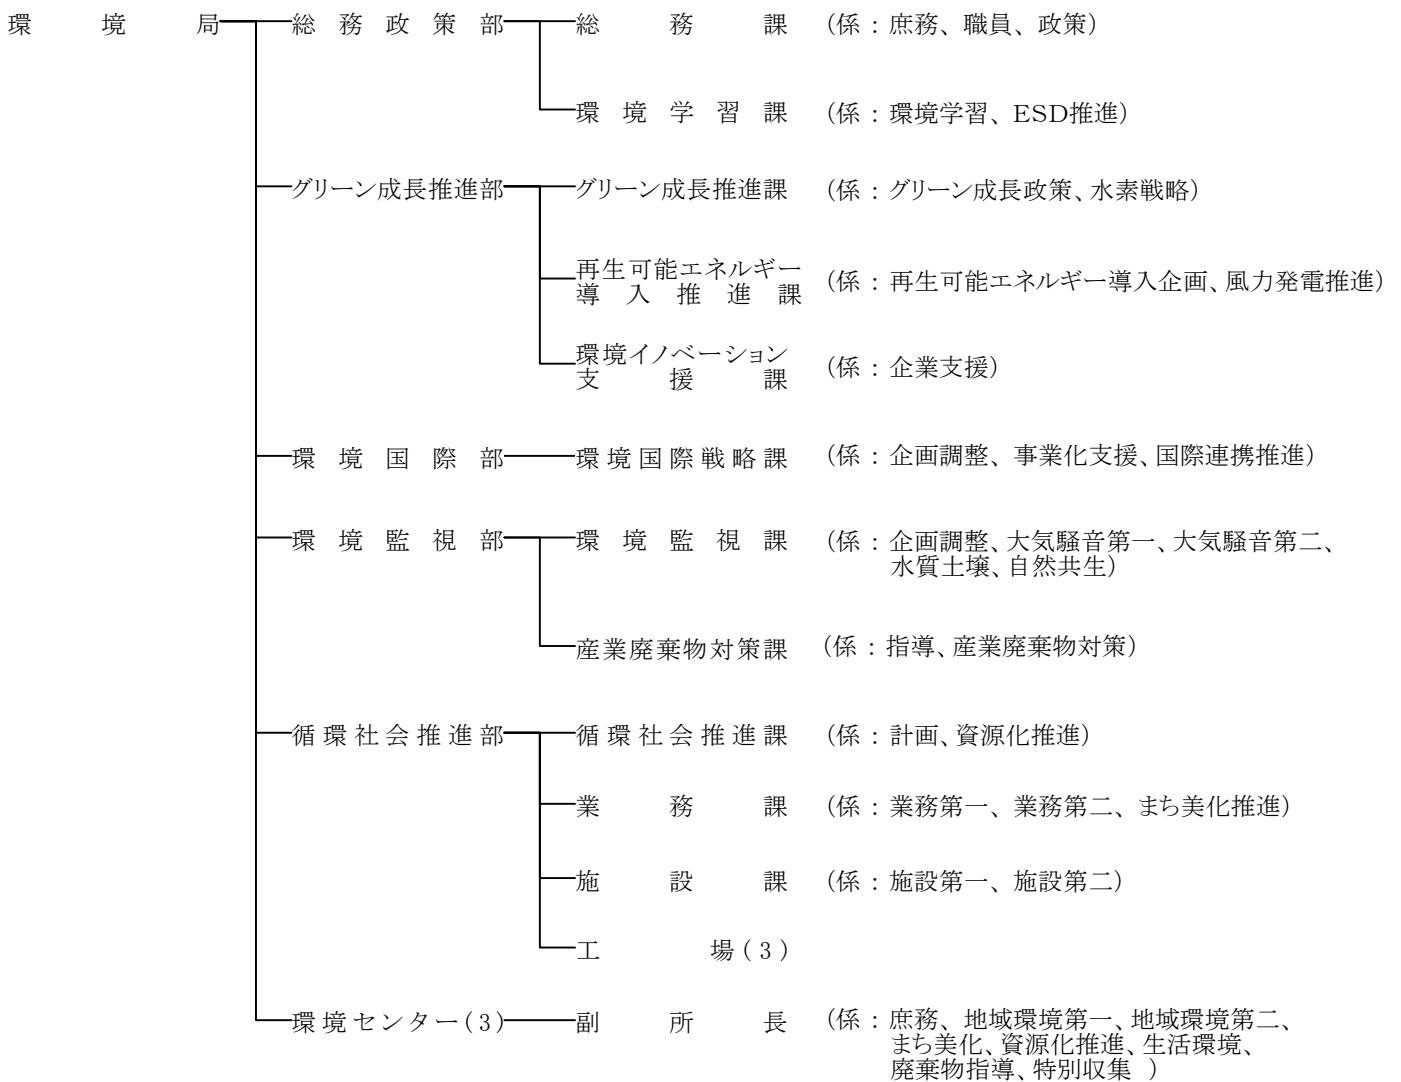 環境局 総務政策部 総務課 (係：庶務、職員、政策)
環境学習課 (係：環境学習、ESD推進)
グリーン成長推進部 グリーン成長推進課 (係：グリーン成長政策、水素戦略)
再生可能エネルギー
導入推進課 (係：再生可能エネルギー導入企画、風力発電推進)
環境イノベーション
支援課 (係：企業支援)
環境国際部 環境国際戦略課 (係：企画調整、事業化支援、国際連携推進)
環境監視部 環境監視課 (係：企画調整、大気騒音第一、大気騒音第二、
水質土壌、自然共生)
産業廃棄物対策課 (係：指導、産業廃棄物対策)
循環社会推進部 循環社会推進課 (係：計画、資源化推進)
業務課 (係：業務第一、業務第二、まち美化推進)
施設課 (係：施設第一、施設第二)
工場(3)
環境センター(3) 副所長 (係：庶務、地域環境第一、地域環境第二、
まち美化、資源化推進、生活環境、
廃棄物指導、特別収集 )